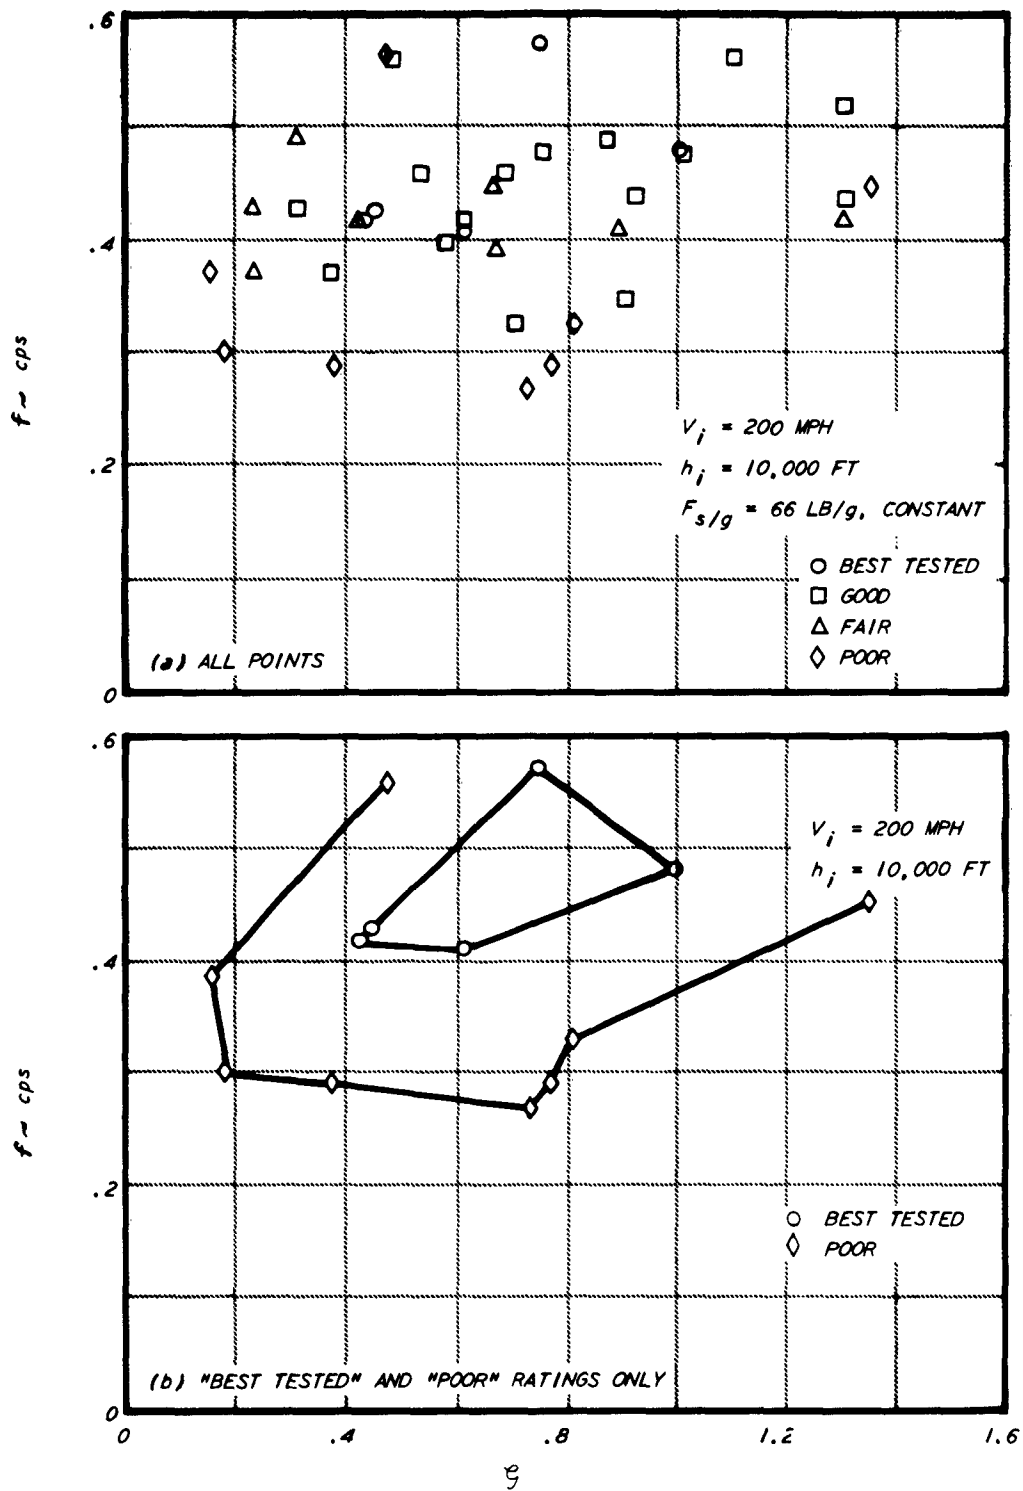 .6
.4
.2
0
f ~ cps
V_i = 200 MPH
h_i = 10,000 FT
F_s/g = 66 LB/g, CONSTANT
BEST TESTED
GOOD
FAIR
POOR
(a) ALL POINTS
.6
.4
.2
0
f ~ cps
V_i = 200 MPH
h_i = 10,000 FT
BEST TESTED
POOR
(b) "BEST TESTED" AND "POOR" RATINGS ONLY
0 .4 .8 1.2 1.6